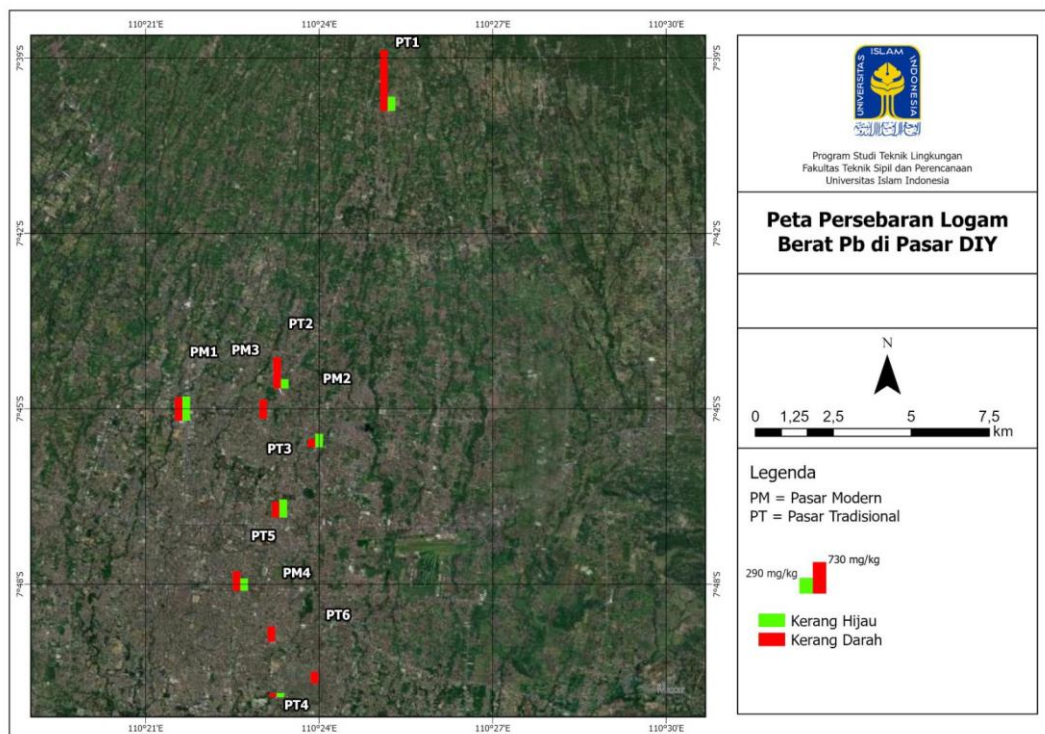 110°21'E 110°24'E 110°27'E 110°30'E
7°39'S 7°39'S
7°42'S 7°42'S
7°45'S 7°45'S
7°48'S 7°48'S
PT1
PT2
PM1 PM3
PM2
PT3
PT5
PM4
PT6
PT4
110°21'E 110°24'E 110°27'E 110°30'E
UNIVERSITAS ISLAM INDONESIA
Program Studi Teknik Lingkungan
Fakultas Teknik Sipil dan Perencanaan
Universitas Islam Indonesia
Peta Persebaran Logam
Berat Pb di Pasar DIY
N
0 1,25 2,5 5 7,5
km
Legenda
PM = Pasar Modern
PT = Pasar Tradisional
730 mg/kg
290 mg/kg
Kerang Hijau
Kerang Darah